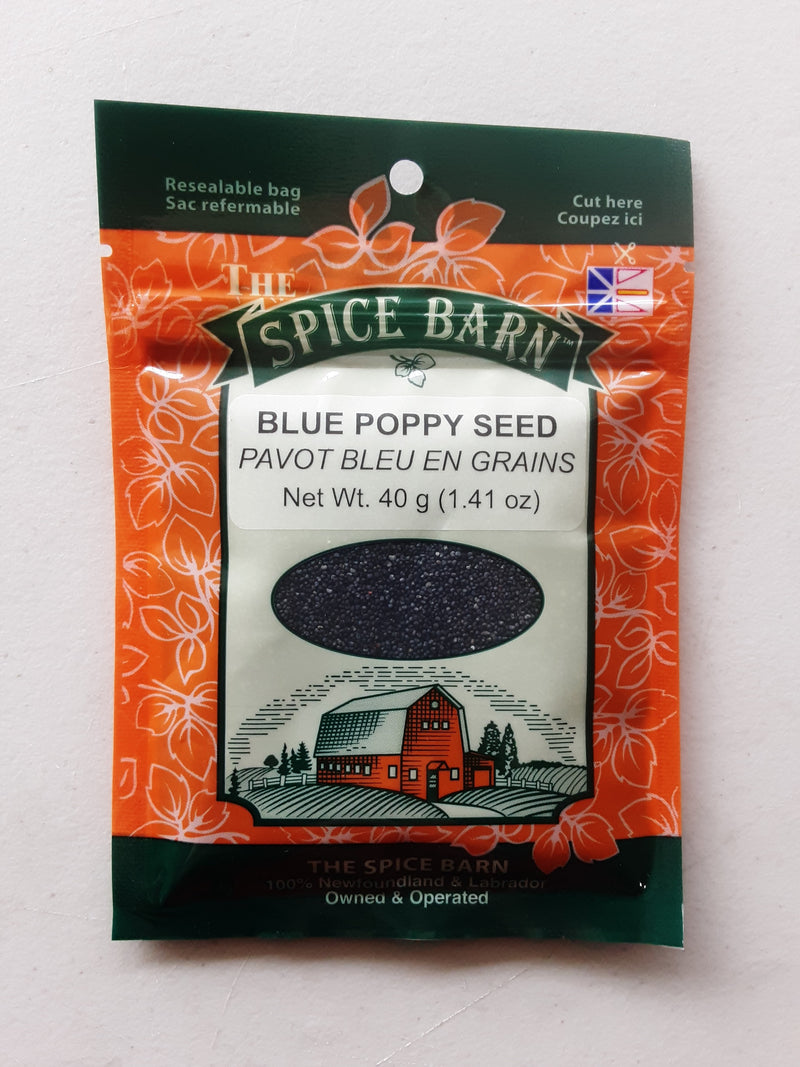 Resealable bag
Sac refermable
Cut here
Coupez ici
THE
SPICE BARN™
BLUE POPPY SEED
PAVOT BLEU EN GRAINS
Net Wt. 40 g (1.41 oz)
THE SPICE BARN
100% Newfoundland & Labrador
Owned & Operated